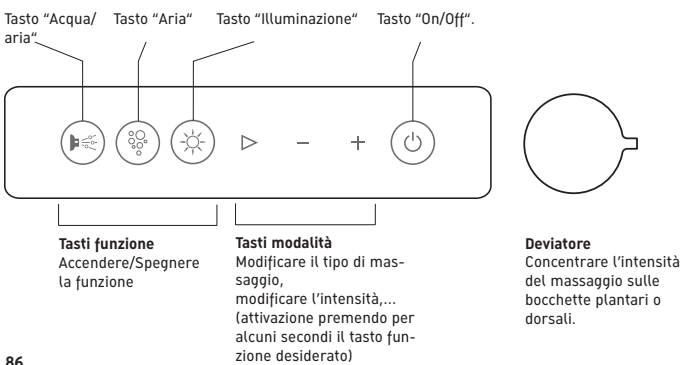 Tasto “Acqua/
aria“
Tasto “Aria“
Tasto “Illuminazione“
Tasto “On/Off“.
Tasti funzione
Accendere/Spegnere
la funzione
Tasti modalità
Modificare il tipo di mas-
saggio,
modificare l’intensità,...
(attivazione premendo per
alcuni secondi il tasto fun-
zione desiderato)
Deviatore
Concentrare l’intensità
del massaggio sulle
bocchette plantari o
dorsali.
86